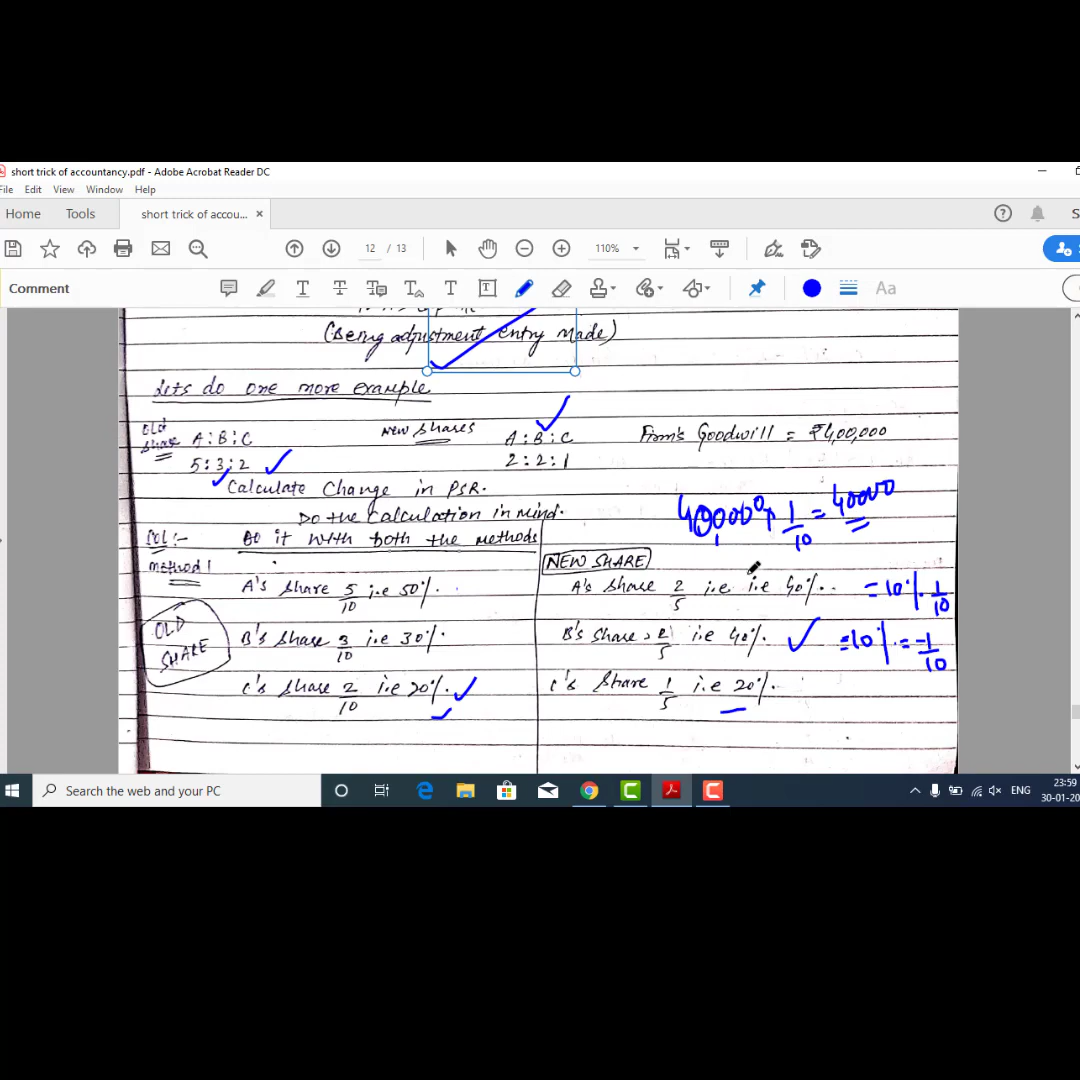 short trick of accountancy.pdf - Adobe Acrobat Reader DC
File Edit View Window Help
Home Tools short trick of accou... ×
12 / 13 110%
Comment Aa
(Being adjustment entry made)
Lets do one more example
Old Share A:B:C New Shares A:B:C Firm's Goodwill = ₹4,00,000
5:3:2 2:2:1
Calculate Change in PSR.
Do the calculation in mind.
400000 × 1/10 = 40000
Sol:- Do it with both the methods
Method 1
NEW SHARE
A's Share 5/10 i.e 50%.
A's Share 2/5 i.e i.e 40%. = 10% 1/10
OLD SHARE
B's Share 3/10 i.e 30%.
B's Share, 2/5 i.e 40%. = 10% = -1/10
C's Share 2/10 i.e 20%.
C's Share 1/5 i.e 20%.
Search the web and your PC
ENG
23:59
30-01-20